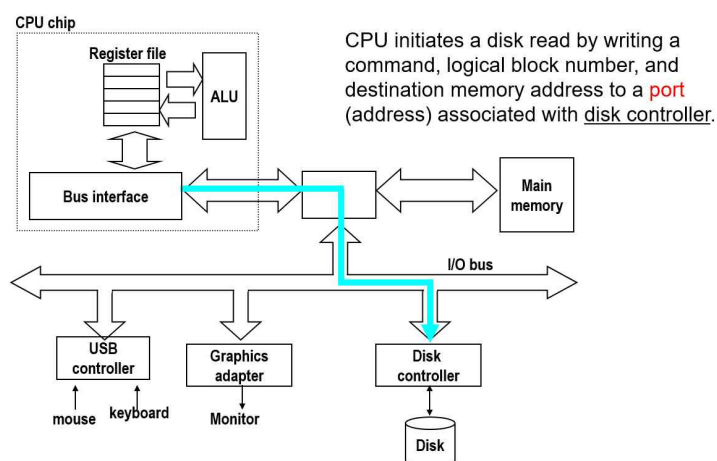 CPU chip
Register file
ALU
CPU initiates a disk read by writing a
command, logical block number, and
destination memory address to a port
(address) associated with disk controller.
Bus interface
Main
memory
I/O bus
USB
controller
Graphics
adapter
Disk
controller
mouse
keyboard
Monitor
Disk